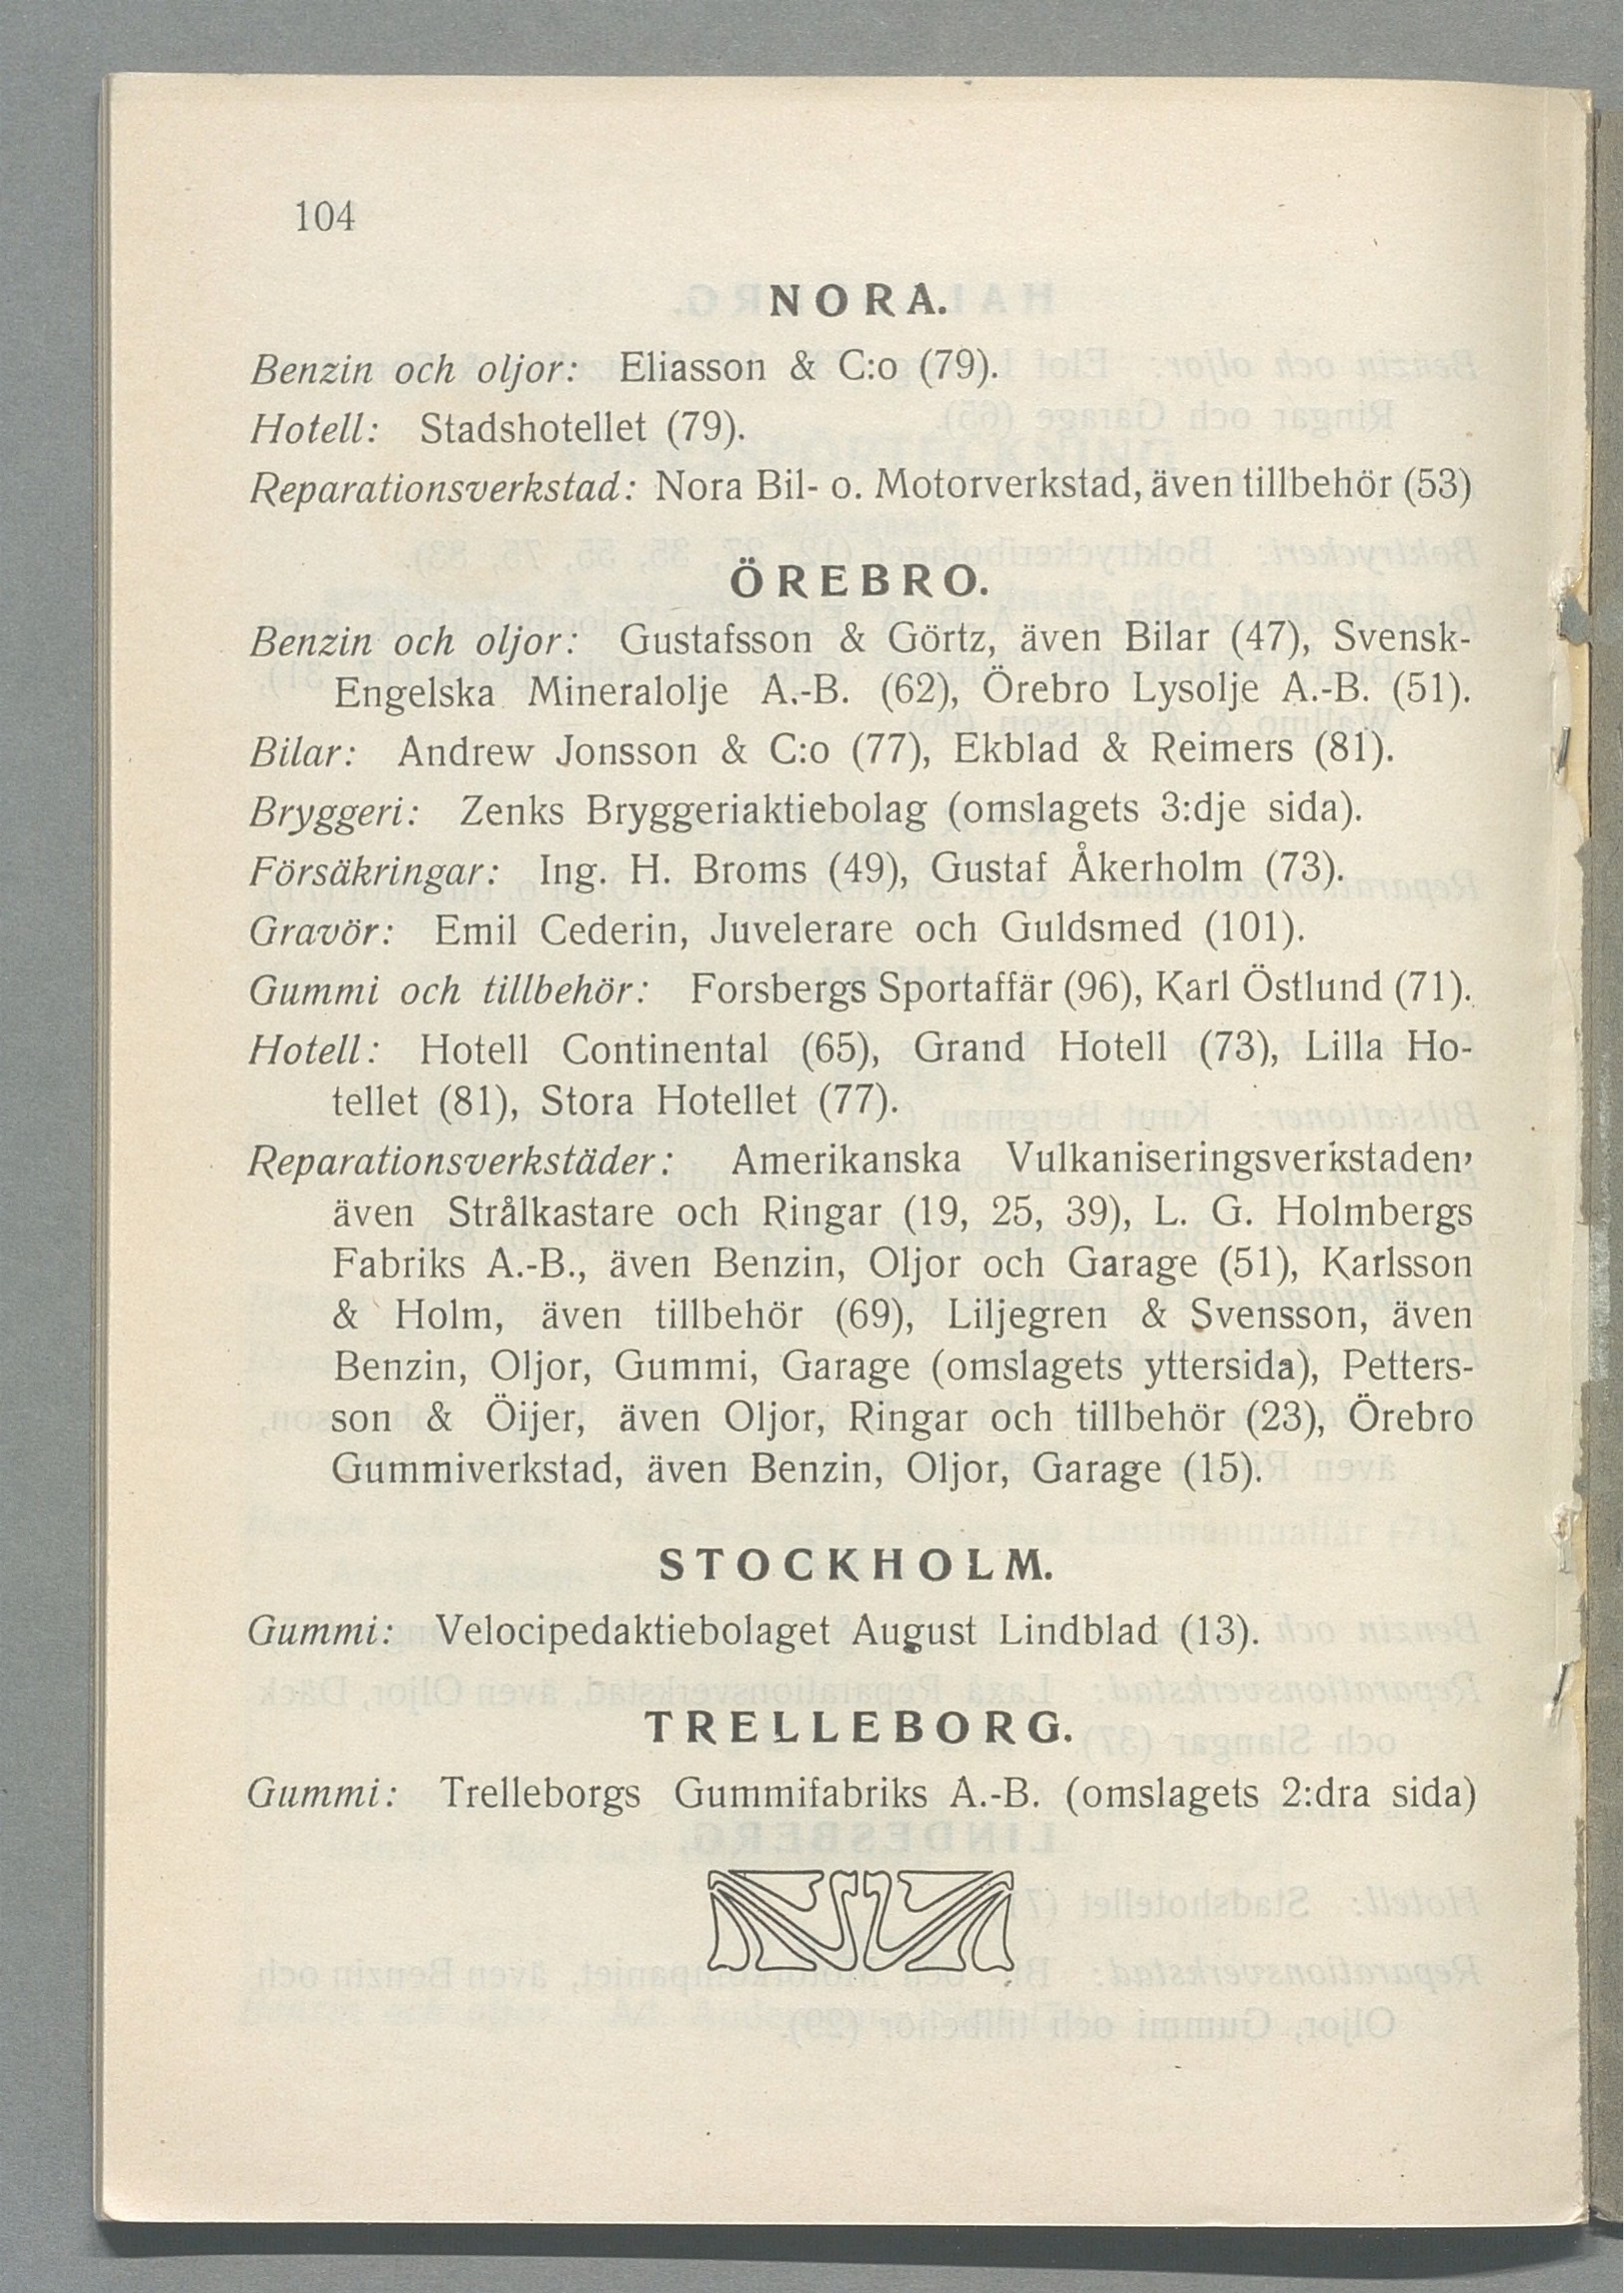 104
NORA.
Benzin och oljor: Eliasson & C:o (79).
Hotell: Stadshotellet (79).
Reparationsverkstad: Nora Bil- o. Motorverkstad, även tillbehör (53)
ÖREBRO.
Benzin och oljor: Gustafsson & Görtz, även Bilar (47), Svensk-
Engelska Mineralolje A.-B. (62), Örebro Lysolje A.-B. (51).
Bilar: Andrew Jonsson & C:o (77), Ekblad & Reimers (81).
Bryggeri: Zenks Bryggeriaktiebolag (omslagets 3:dje sida).
Försäkringar: Ing. H. Broms (49), Gustaf Åkerholm (73).
Gravör: Emil Cederin, Juvelerare och Guldsmed (101).
Gummi och tillbehör: Forsbergs Sportaffär (96), Karl Östlund (71).
Hotell: Hotell Continental (65), Grand Hotell (73), Lilla Ho-
tellet (81), Stora Hotellet (77).
Reparationsverkstäder: Amerikanska Vulkaniseringsverkstaden,
även Strålkastare och Ringar (19, 25, 39), L. G. Holmbergs
Fabriks A.-B., även Benzin, Oljor och Garage (51), Karlsson
& Holm, även tillbehör (69), Liljegren & Svensson, även
Benzin, Oljor, Gummi, Garage (omslagets yttersida), Petters-
son & Öijer, även Oljor, Ringar och tillbehör (23), Örebro
Gummiverkstad, även Benzin, Oljor, Garage (15).
STOCKHOLM.
Gummi: Velocipedaktiebolaget August Lindblad (13).
TRELLEBORG.
Gummi: Trelleborgs Gummifabriks A.-B. (omslagets 2:dra sida)